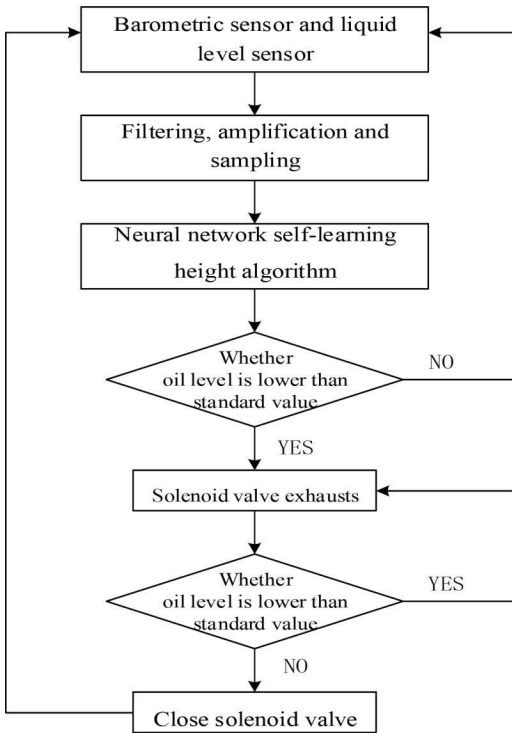 Barometric sensor and liquid
level sensor
Filtering, amplification and
sampling
Neural network self-learning
height algorithm
Whether
oil level is lower than
standard value
NO
YES
Solenoid valve exhausts
Whether
oil level is lower than
standard value
YES
NO
Close solenoid valve